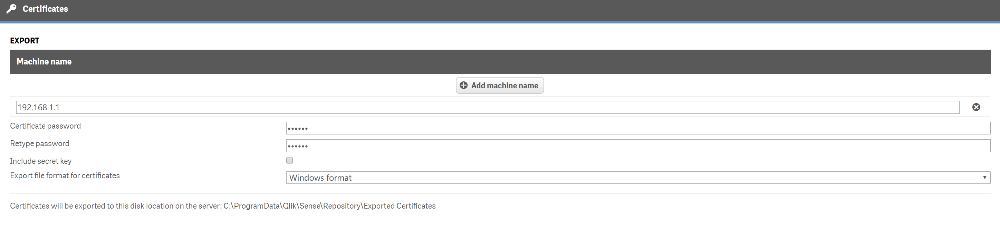 Certificates
EXPORT
Machine name
Add machine name
192.168.1.1
Certificate password ••••••
Retype password ••••••
Include secret key
Export file format for certificates Windows format
Certificates will be exported to this disk location on the server: C:\ProgramData\Qlik\Sense\Repository\Exported Certificates